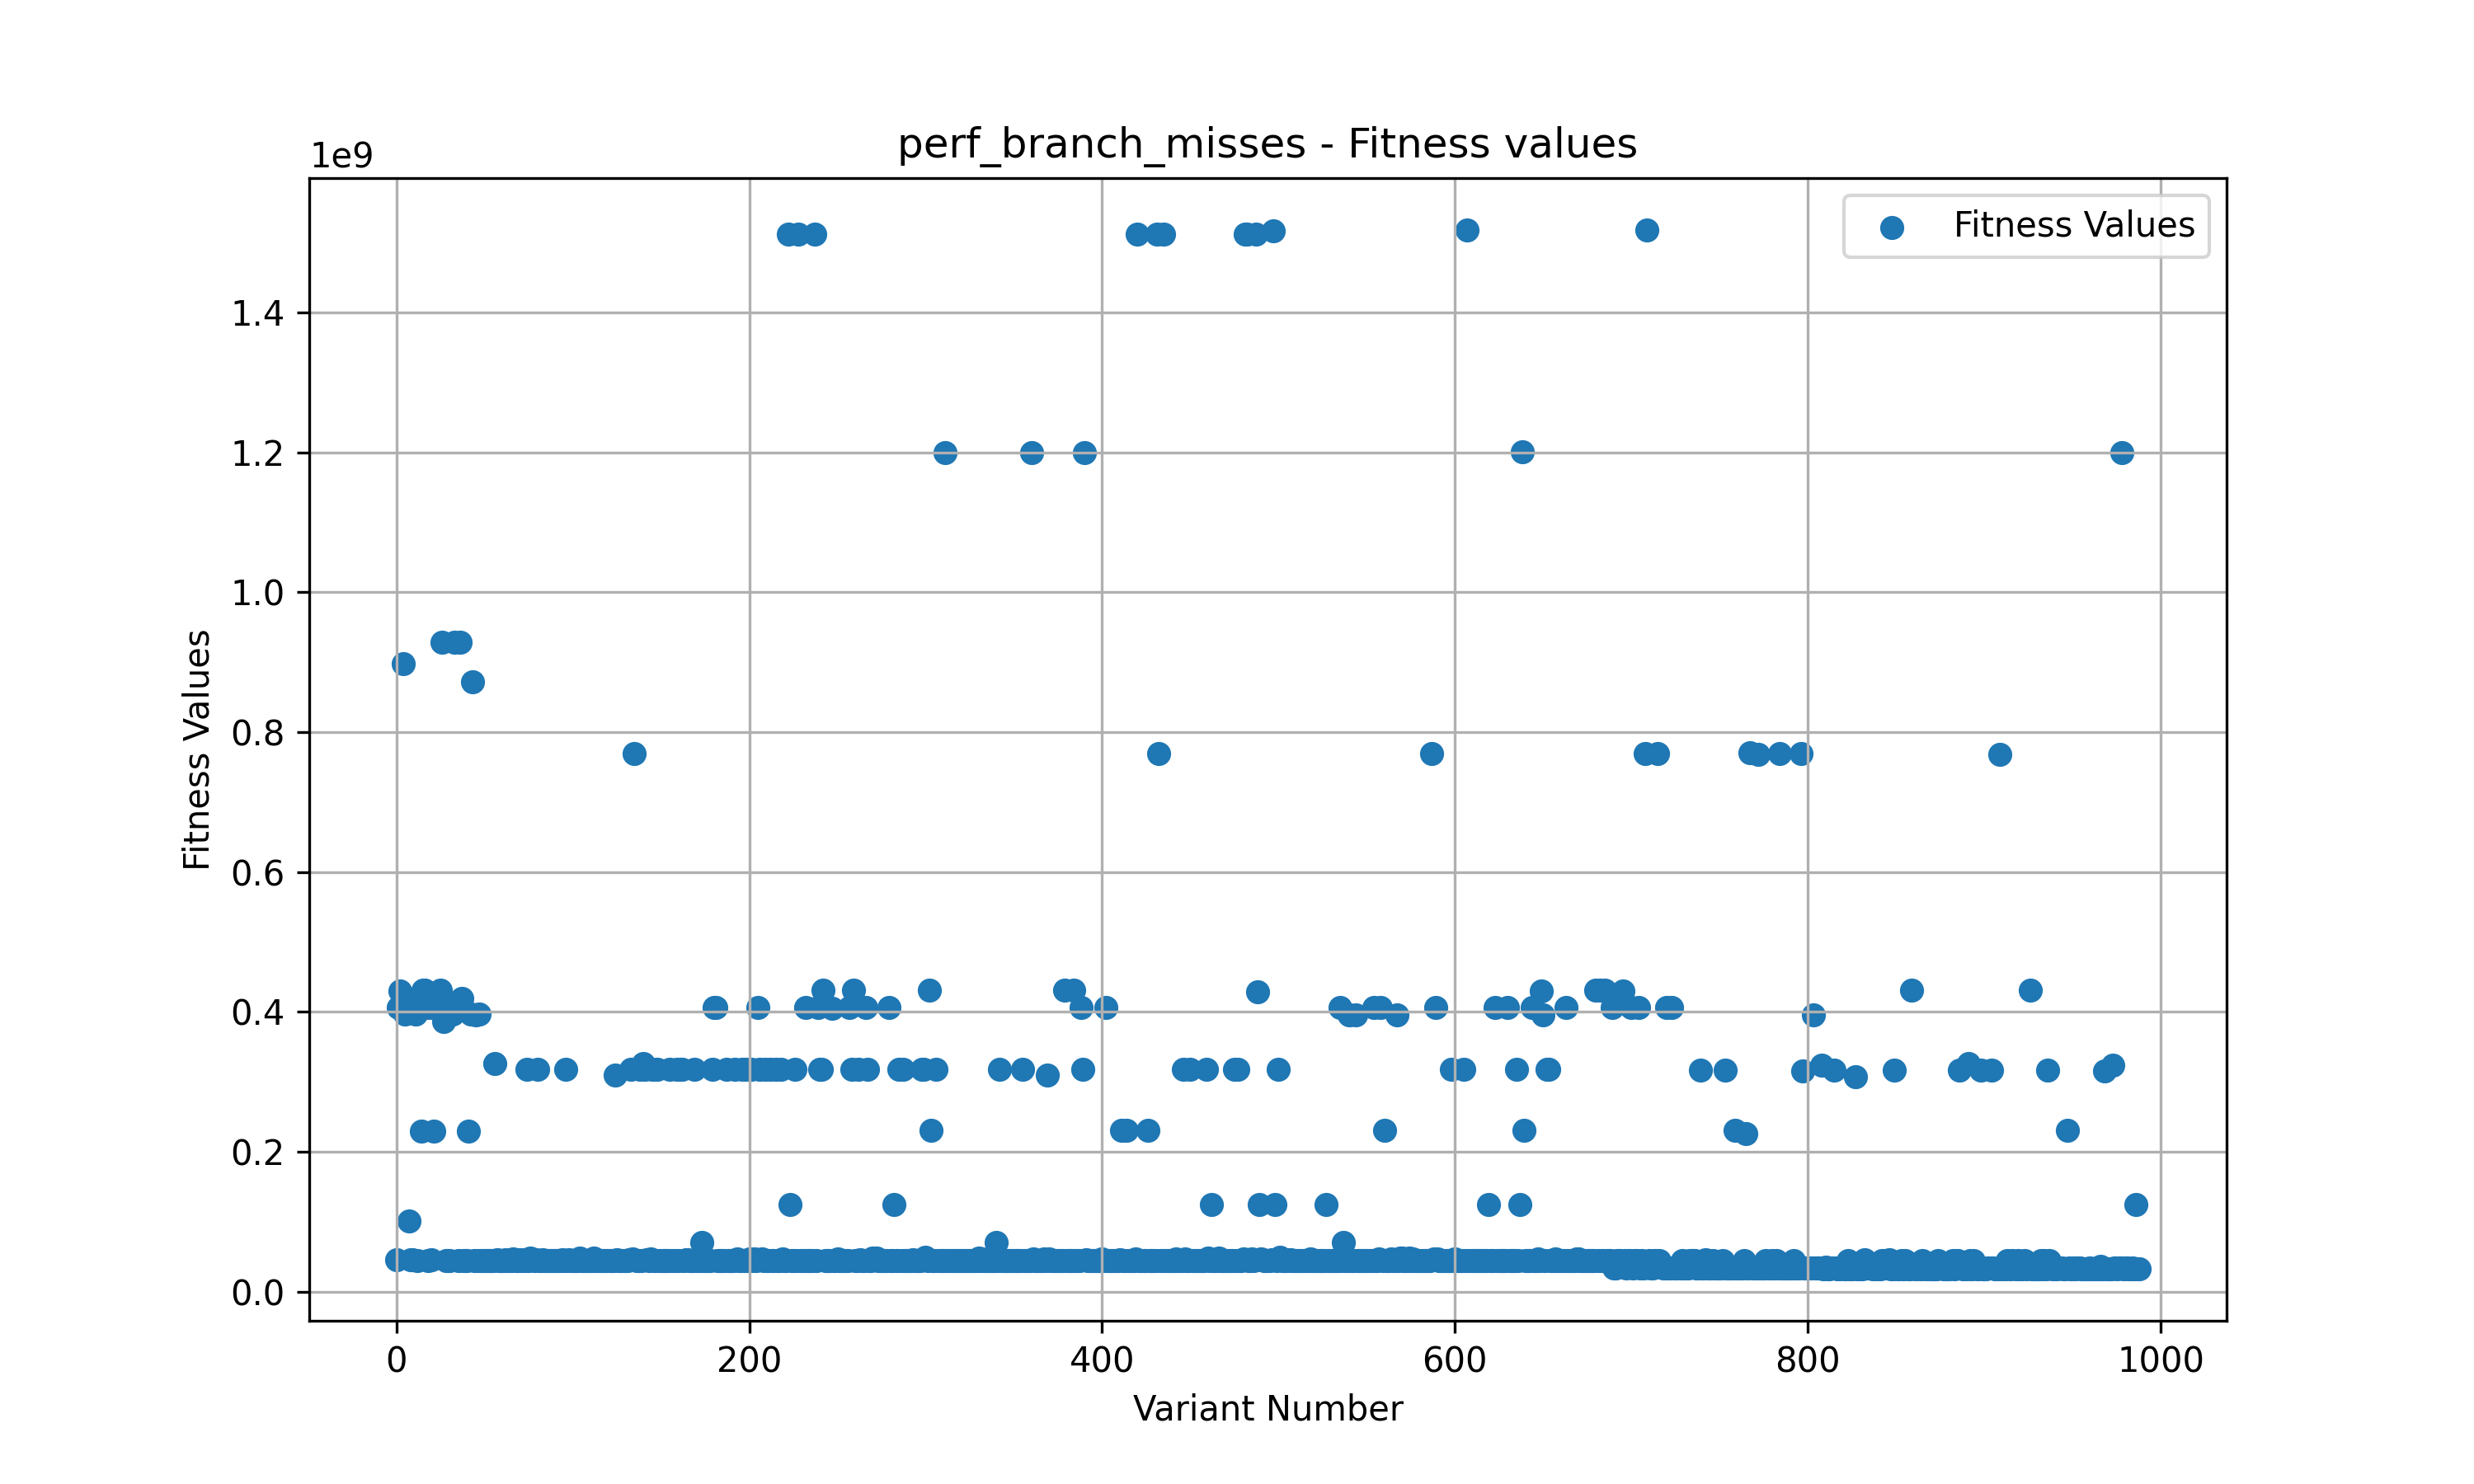 perf_branch_misses - Fitness values
1e9
Fitness Values
1.4
1.2
1.0
0.8
0.6
0.4
0.2
0.0
Fitness Values
0 200 400 600 800 1000
Variant Number